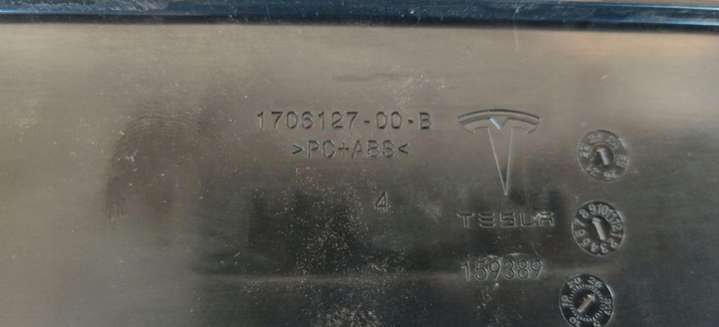 1706127-00-B
>PC+ABS<
4
TESLA
159389